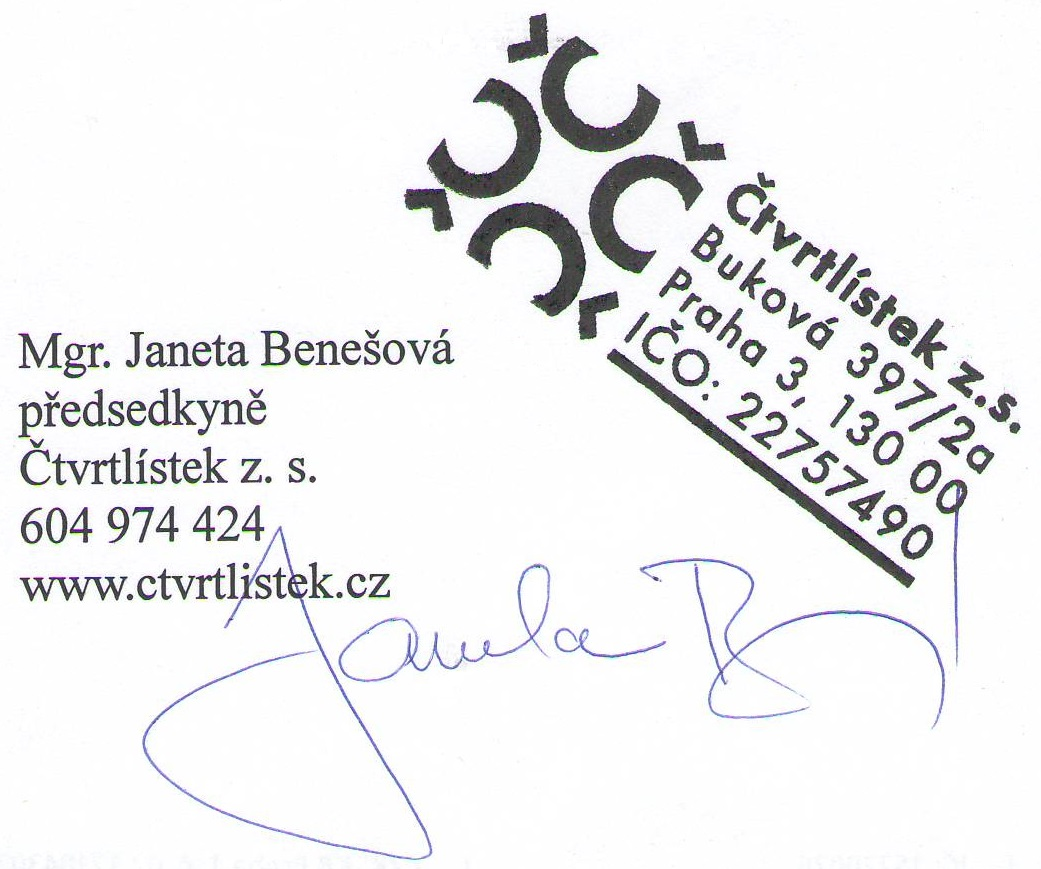 Čtvrtlístek z.s.
Buková 397/2a
Praha 3, 130 00
IČO: 22757490
Mgr. Janeta Benešová
předsedkyně
Čtvrtlístek z. s.
604 974 424
www.ctvrtlistek.cz
Janeta B